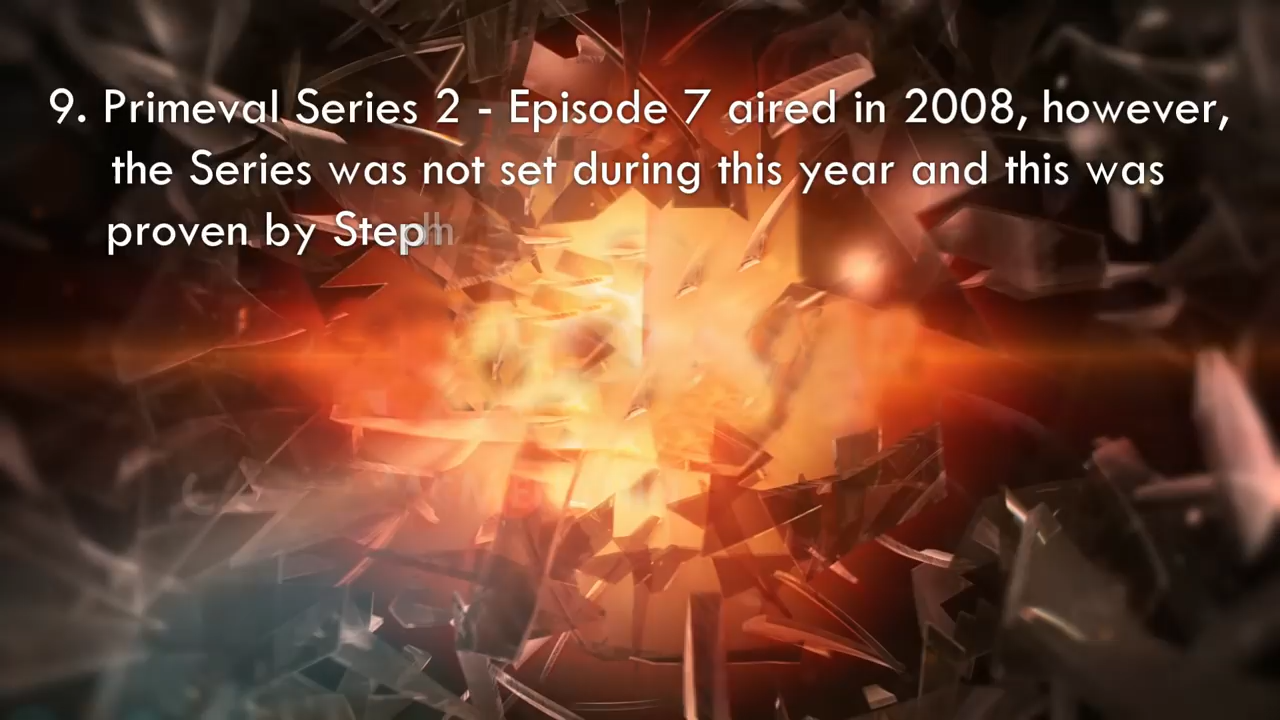 9. Primeval Series 2 - Episode 7 aired in 2008, however,
the Series was not set during this year and this was
proven by Steph